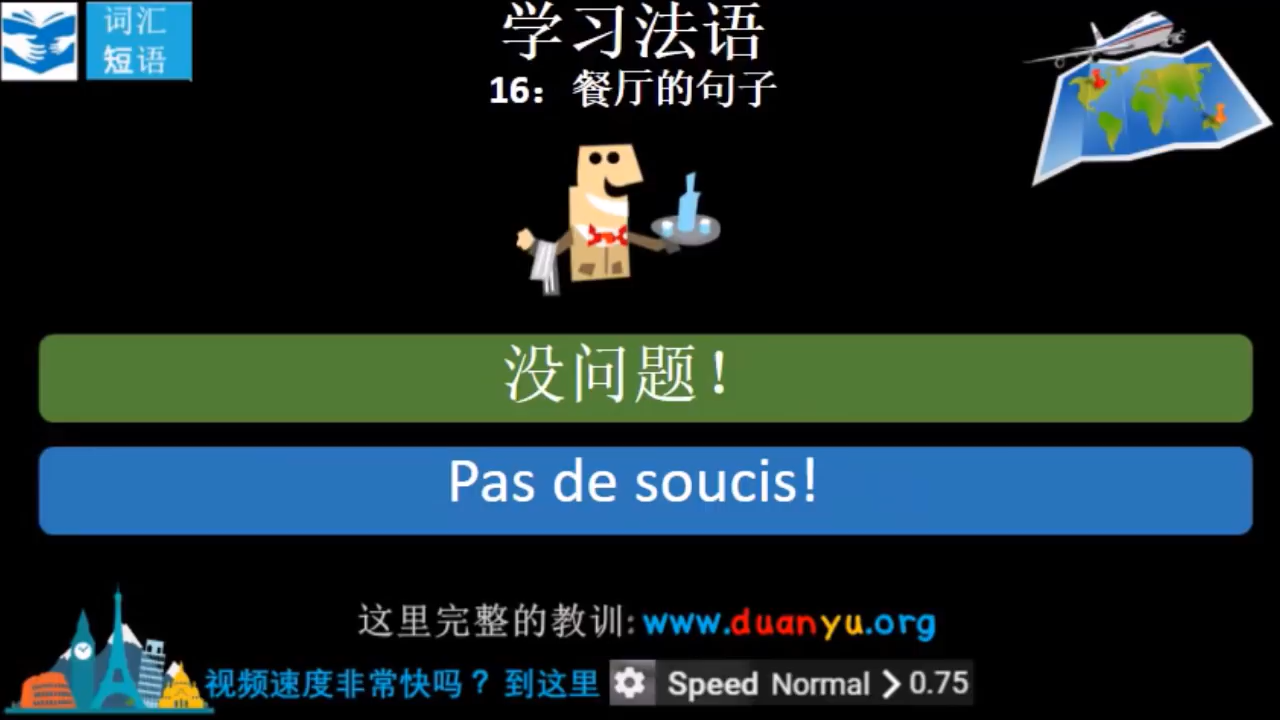 词汇
短语
学习法语
16：餐厅的句子
没问题！
Pas de soucis!
这里完整的教训: www.duanyu.org
视频速度非常快吗？ 到这里 Speed Normal > 0.75